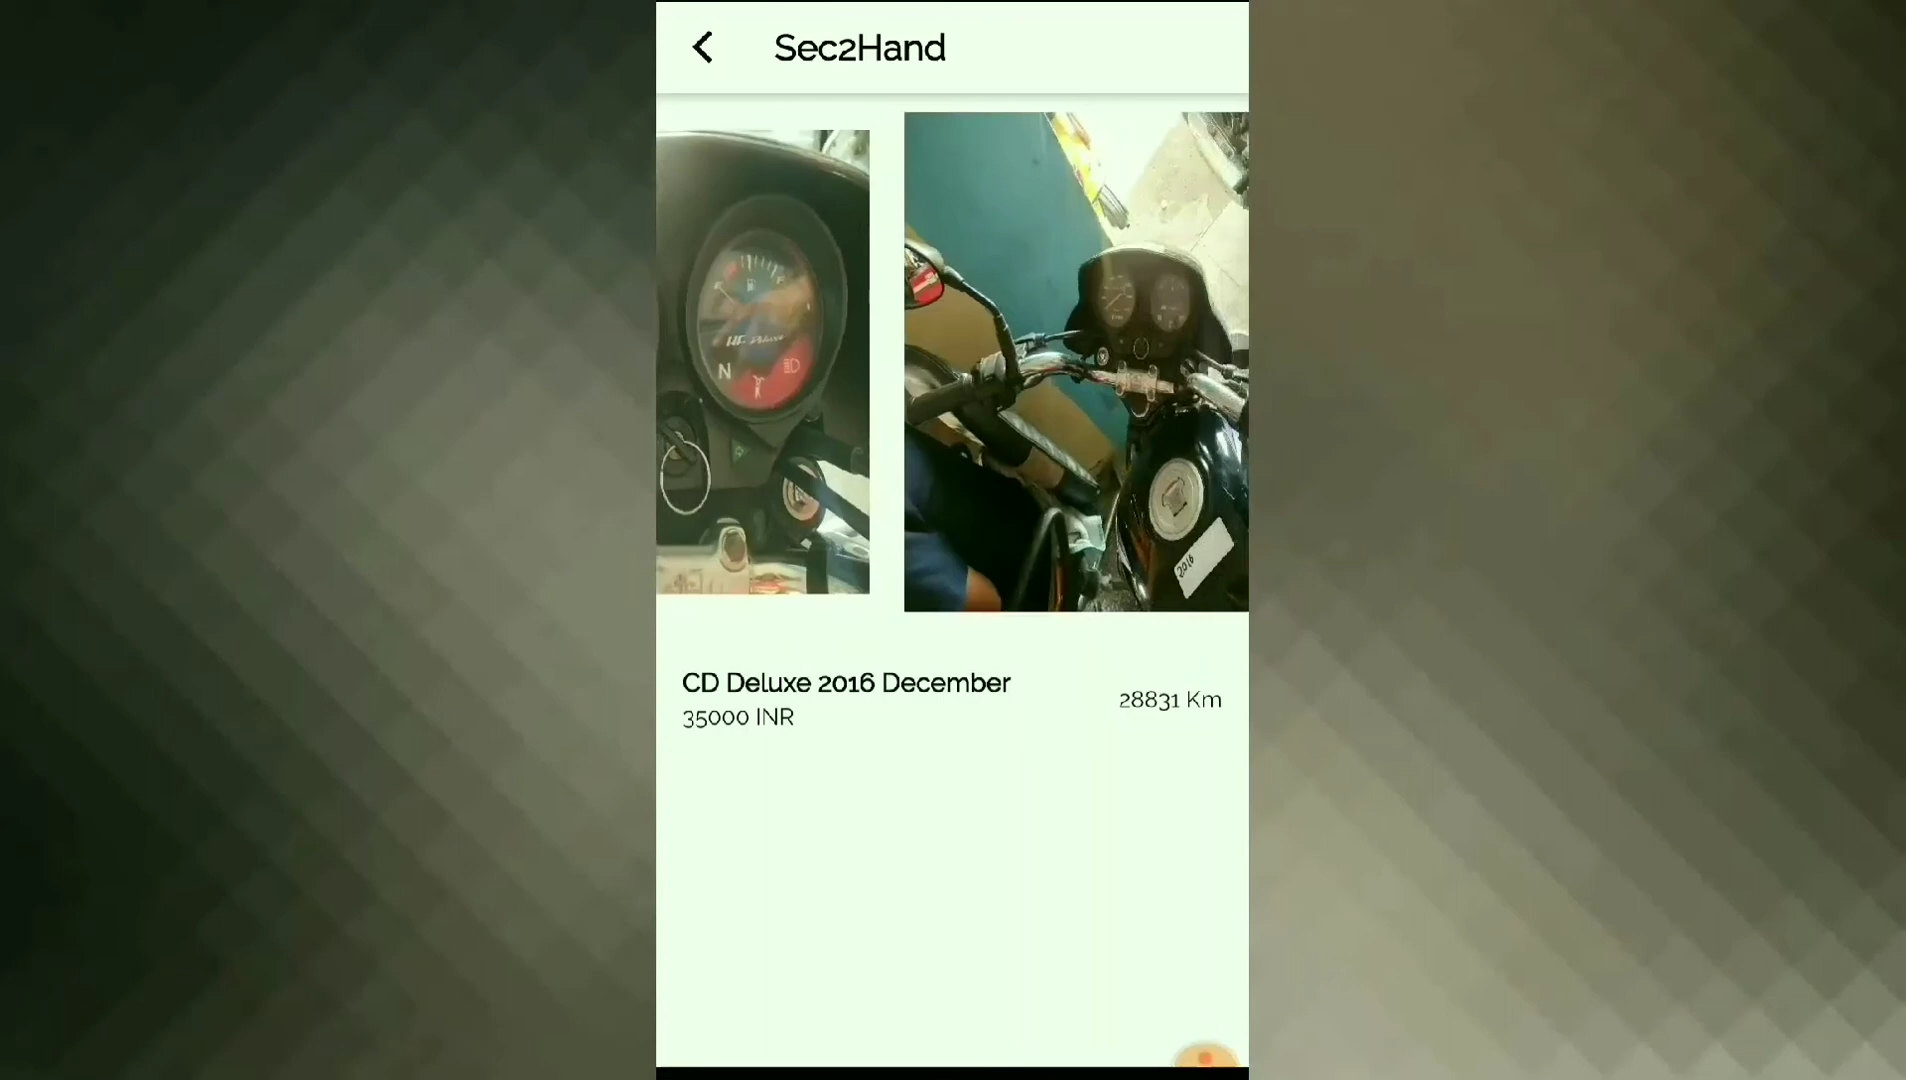 Sec2Hand
E
F
HF Deluxe
N
2016
CD Deluxe 2016 December
35000 INR
28831 Km